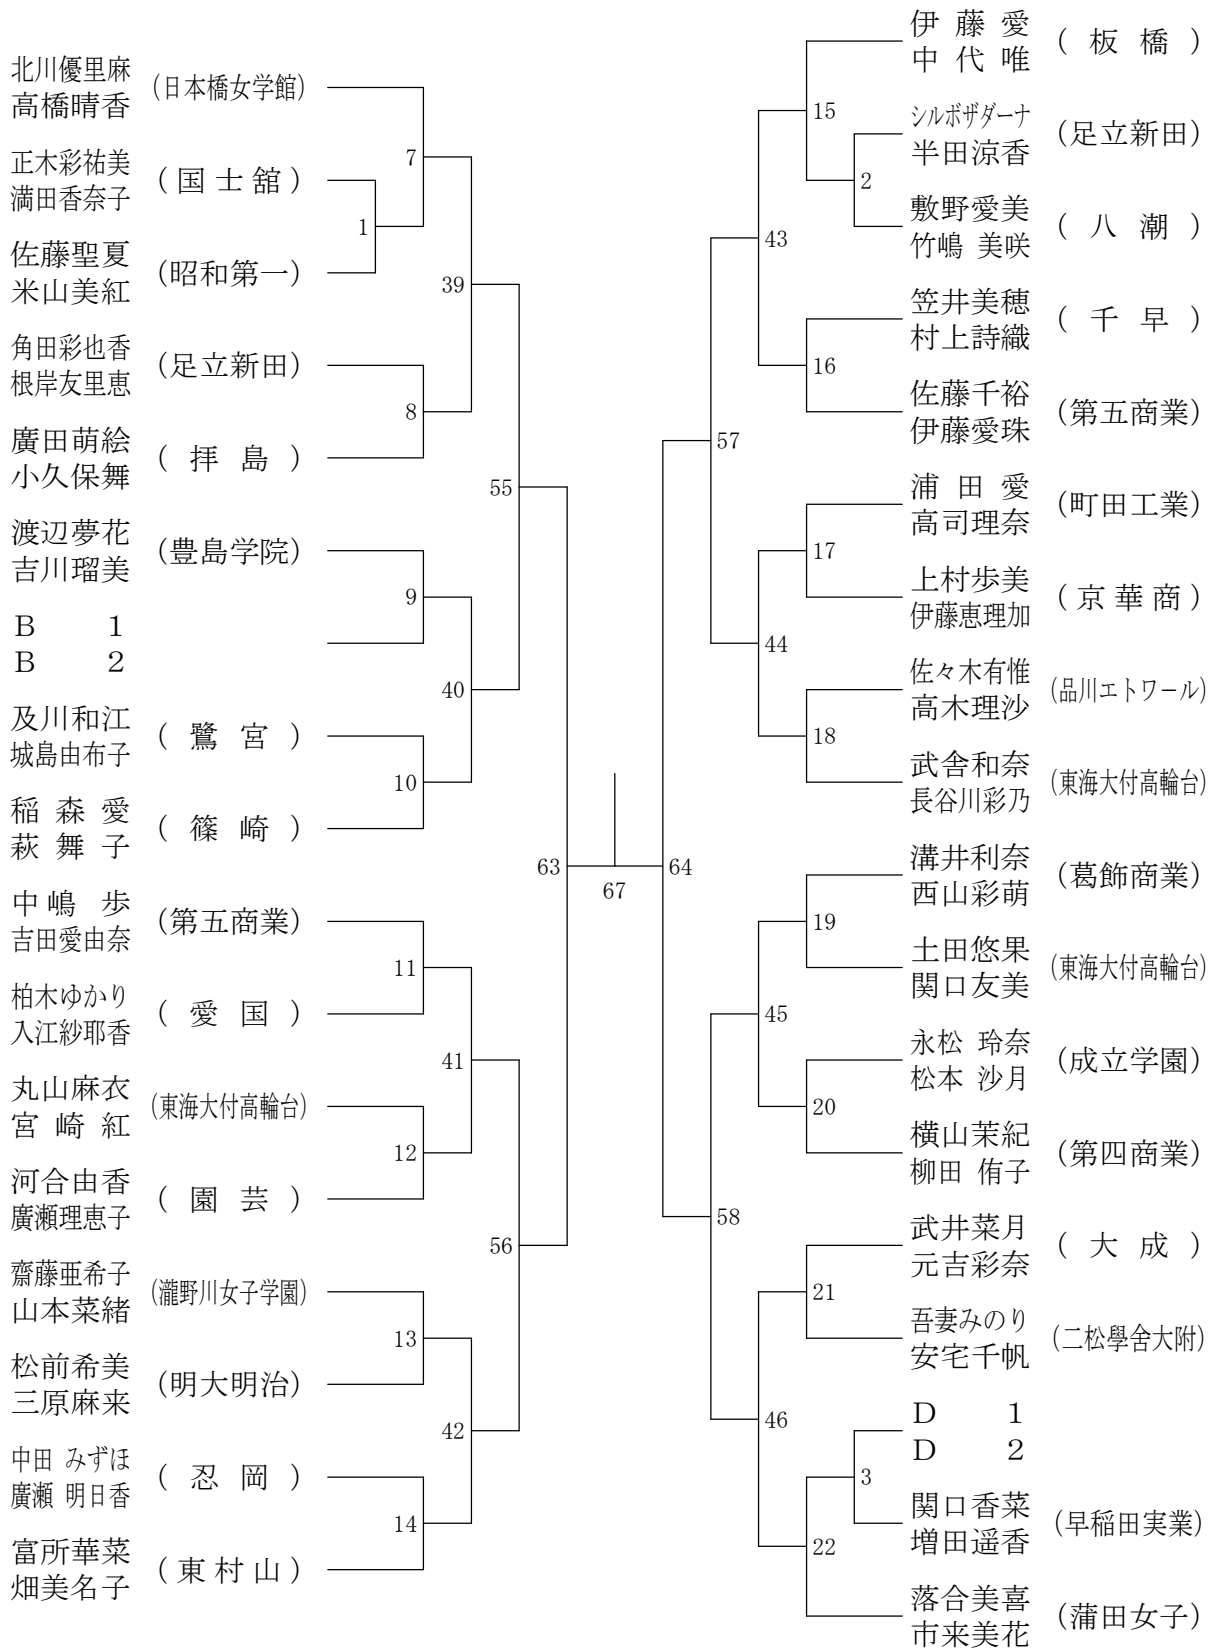 北川優里麻
高橋晴香
(日本橋女学館)
正木彩祐美
満田香奈子
(国士舘)
佐藤聖夏
米山美紅
(昭和第一)
角田彩也香
根岸友里恵
(足立新田)
廣田萌絵
小久保舞
(拝島)
渡辺夢花
吉川瑠美
(豊島学院)
B 1
B 2
及川和江
城島由布子
(鷺宮)
稲森愛
萩舞子
(篠崎)
中嶋歩
吉田愛由奈
(第五商業)
柏木ゆかり
入江紗耶香
(愛国)
丸山麻衣
宮崎紅
(東海大付高輪台)
河合由香
廣瀬理恵子
(園芸)
齋藤亜希子
山本菜緒
(瀧野川女子学園)
松前希美
三原麻来
(明大明治)
中田 みずほ
廣瀬 明日香
(忍岡)
富所華菜
畑美名子
(東村山)
1
7
8
9
10
11
12
13
14
39
40
41
42
55
56
63
67
64
57
58
43
44
45
46
15
16
17
18
19
20
21
22
2
3
伊藤愛
中代唯
(板橋)
シルボザダーナ
半田涼香
(足立新田)
敷野愛美
竹嶋 美咲
(八潮)
笠井美穂
村上詩織
(千早)
佐藤千裕
伊藤愛珠
(第五商業)
浦田愛
高司理奈
(町田工業)
上村歩美
伊藤恵理加
(京華商)
佐々木有惟
高木理沙
(品川エトワール)
武舎和奈
長谷川彩乃
(東海大付高輪台)
溝井利奈
西山彩萌
(葛飾商業)
土田悠果
関口友美
(東海大付高輪台)
永松 玲奈
松本 沙月
(成立学園)
横山茉紀
柳田 侑子
(第四商業)
武井菜月
元吉彩奈
(大成)
吾妻みのり
安宅千帆
(二松學舎大附)
D 1
D 2
関口香菜
増田遥香
(早稲田実業)
落合美喜
市来美花
(蒲田女子)